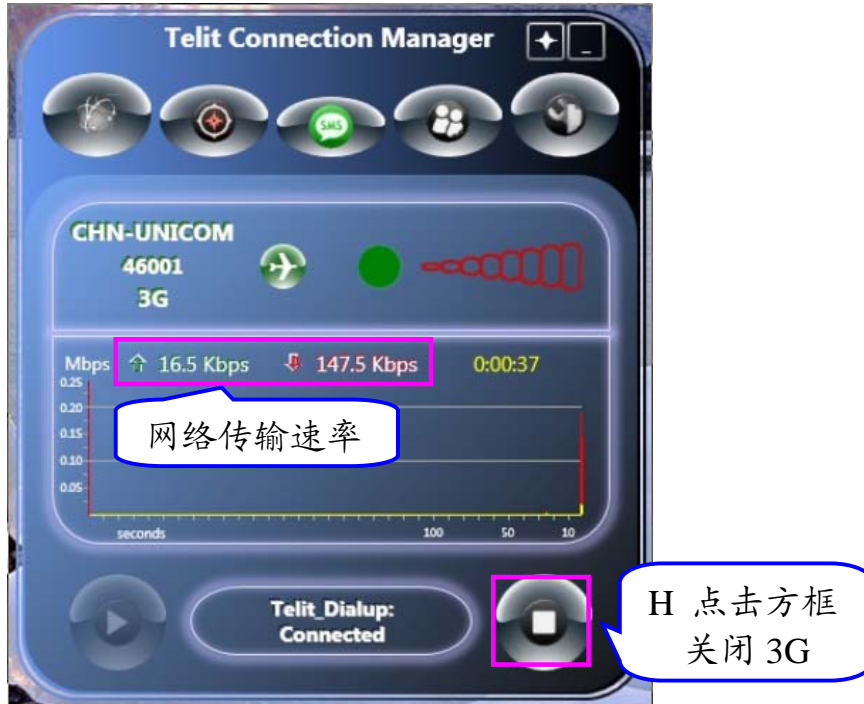 Telit Connection Manager
SMS
CHN-UNICOM
46001
3G
Mbps 16.5 Kbps 147.5 Kbps 0:00:37
0.25
0.20
网络传输速率
0.15
0.10
0.05
seconds 100 50 10
Telit_Dialup:
Connected
H 点击方框
关闭 3G